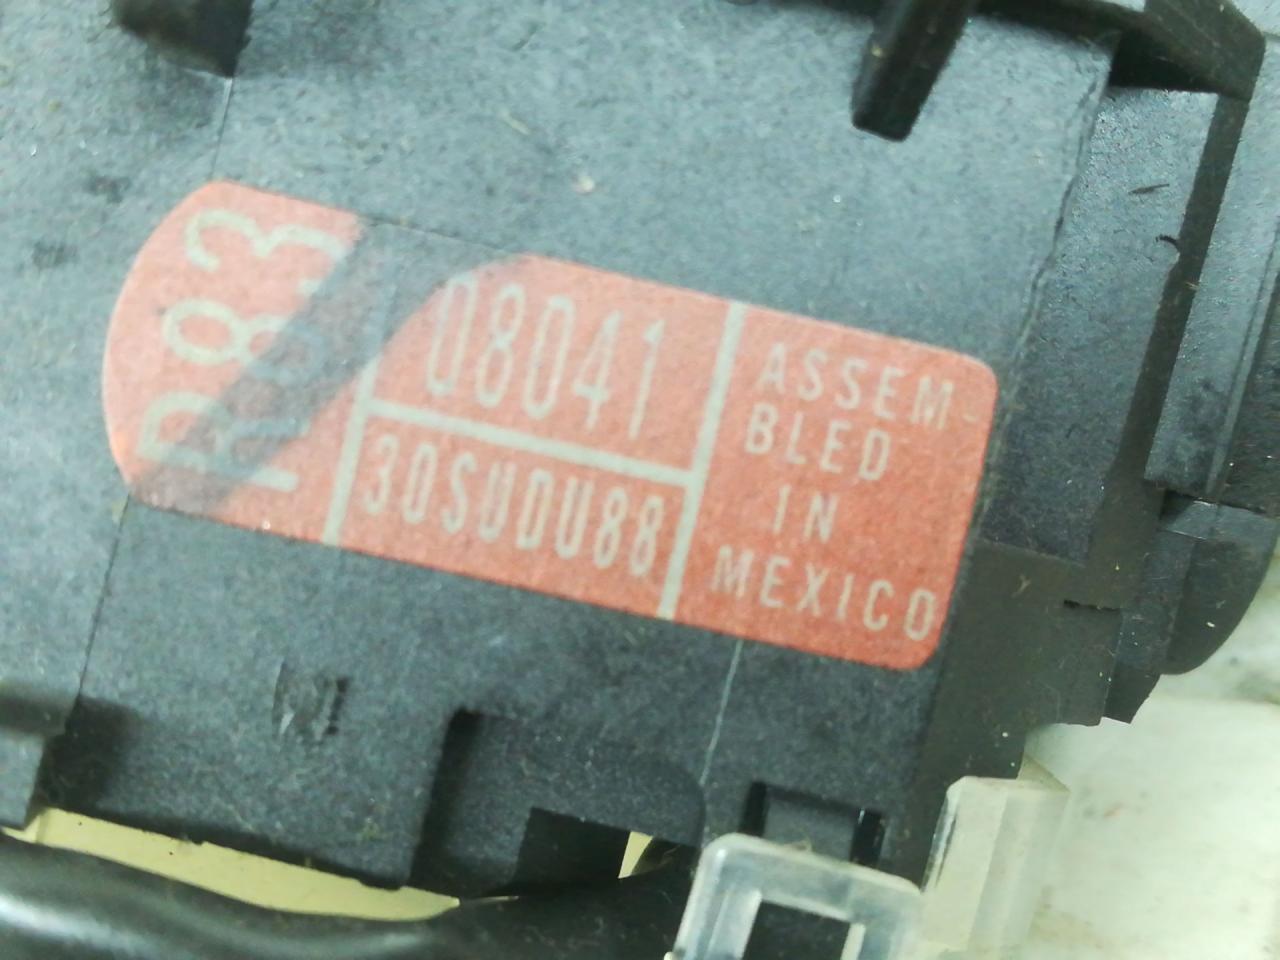 R83
08041
30SUDU88
ASSEM-
BLED
IN
MEXICO